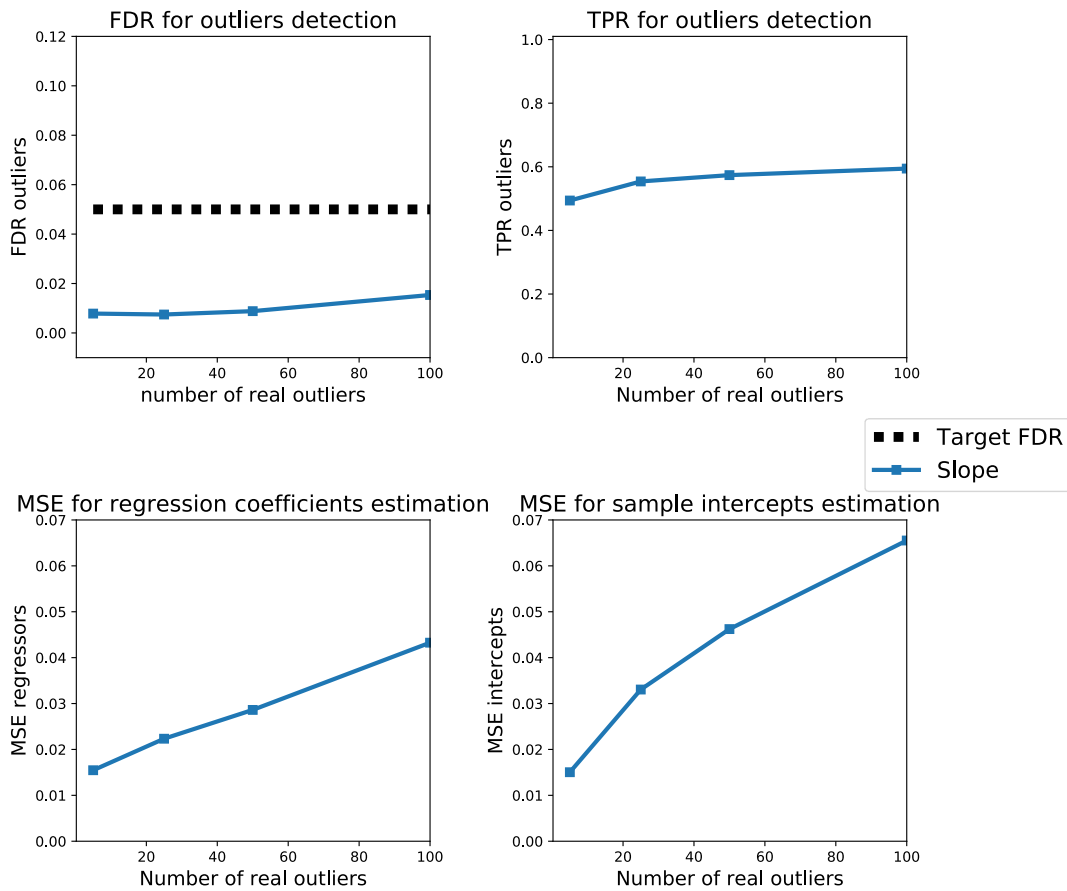 FDR for outliers detection
0.12
0.10
0.08
0.06
0.04
0.02
0.00
FDR outliers
20 40 60 80 100
number of real outliers
TPR for outliers detection
1.0
0.8
0.6
0.4
0.2
0.0
TPR outliers
20 40 60 80 100
Number of real outliers
Target FDR
Slope
MSE for regression coefficients estimation
0.07
0.06
0.05
0.04
0.03
0.02
0.01
0.00
MSE regressors
20 40 60 80 100
Number of real outliers
MSE for sample intercepts estimation
0.07
0.06
0.05
0.04
0.03
0.02
0.01
0.00
MSE intercepts
20 40 60 80 100
Number of real outliers